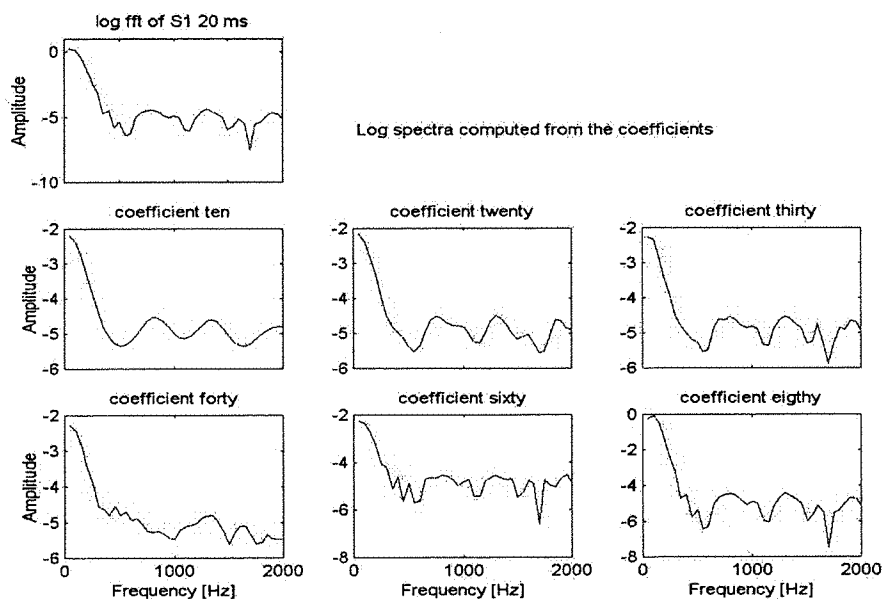 log fft of S1 20 ms
0
-5
-10
Amplitude
Log spectra computed from the coefficients
coefficient ten
coefficient twenty
coefficient thirty
-2
-3
-4
-5
-6
Amplitude
-2
-3
-4
-5
-6
-2
-3
-4
-5
-6
coefficient forty
coefficient sixty
coefficient eigthy
-2
-3
-4
-5
-6
Amplitude
-2
-4
-6
-8
0
-2
-4
-6
-8
0 1000 2000
0 1000 2000
0 1000 2000
Frequency [Hz]
Frequency [Hz]
Frequency [Hz]